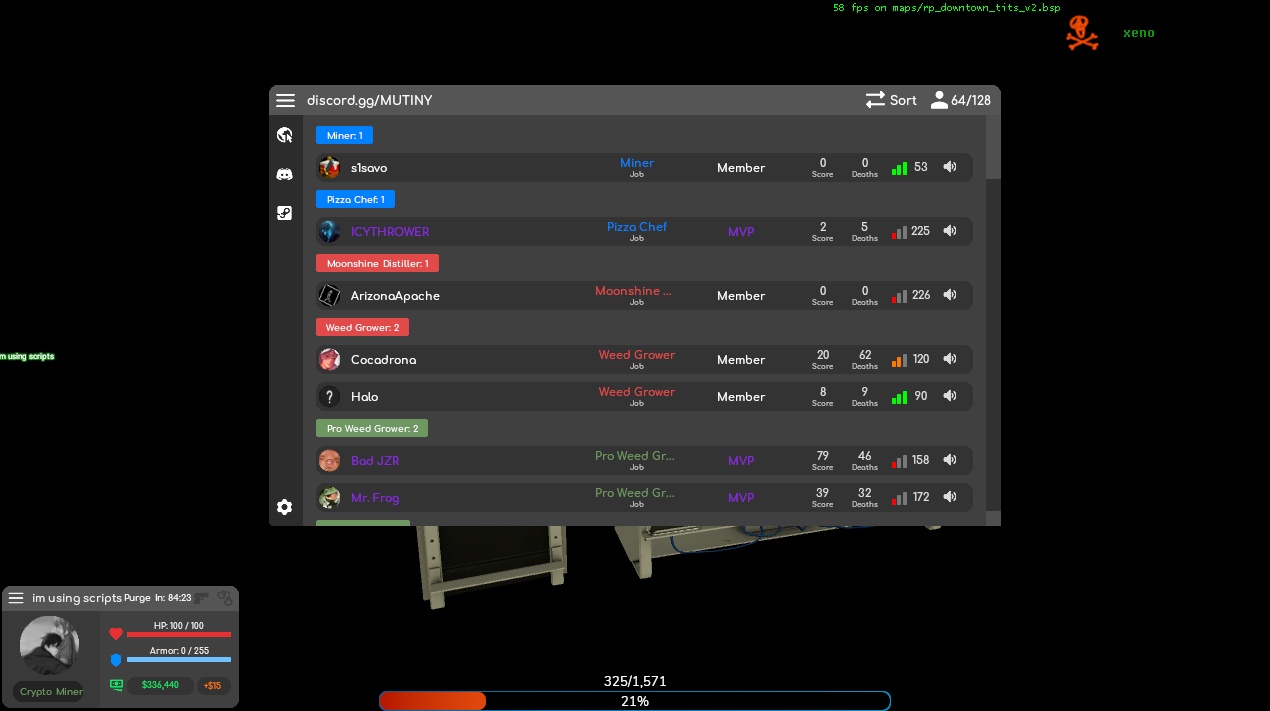 58 fps on maps/rp_downtown_tits_v2.bsp
xeno
discord.gg/MUTINY Sort 64/128
Miner: 1
s1savo Miner Job Member 0 Score 0 Deaths 53
Pizza Chef: 1
ICYTHROWER Pizza Chef Job MVP 2 Score 5 Deaths 225
Moonshine Distiller: 1
ArizonaApache Moonshine ... Job Member 0 Score 0 Deaths 226
Weed Grower: 2
im using scripts
Cocadrona Weed Grower Job Member 20 Score 62 Deaths 120
? Halo Weed Grower Job Member 8 Score 9 Deaths 90
Pro Weed Grower: 2
Bad JZR Pro Weed Gr... Job MVP 79 Score 46 Deaths 158
Mr. Frog Pro Weed Gr... Job MVP 39 Score 32 Deaths 172
im using scripts Purge In: 84:23
HP: 100 / 100
Armor: 0 / 255
$336,440 +$15
Crypto Miner
325/1,571
21%